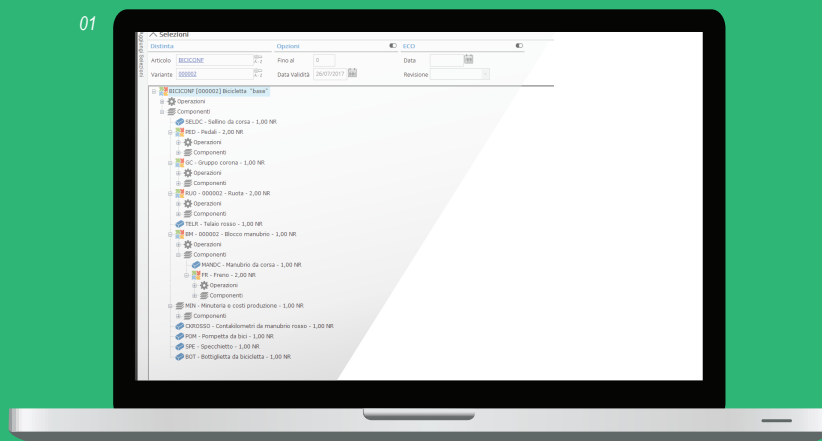 01
Selezioni
Aggiungi Selezioni
Distinta Opzioni ECO
Articolo BICICONF A-Z Fino al 0 Data
Variante 000002 A-Z Data Validità 26/07/2017 Revisione
BICICONF [000002] Bicicletta "base"
Operazioni
Componenti
SELDC - Sellino da corsa - 1,00 NR
PED - Pedali - 2,00 NR
Operazioni
Componenti
GC - Gruppo corona - 1,00 NR
Operazioni
Componenti
RUO - 000002 - Ruota - 2,00 NR
Operazioni
Componenti
TELR - Telaio rosso - 1,00 NR
BM - 000002 - Blocco manubrio - 1,00 NR
Operazioni
Componenti
MANDC - Manubrio da corsa - 1,00 NR
FR - Freno - 2,00 NR
Operazioni
Componenti
MIN - Minuteria e costi produzione - 1,00 NR
Componenti
CKROSSO - Contakilometri da manubrio rosso - 1,00 NR
POM - Pompetta da bici - 1,00 NR
SPE - Specchietto - 1,00 NR
BOT - Bottiglietta da bicicletta - 1,00 NR